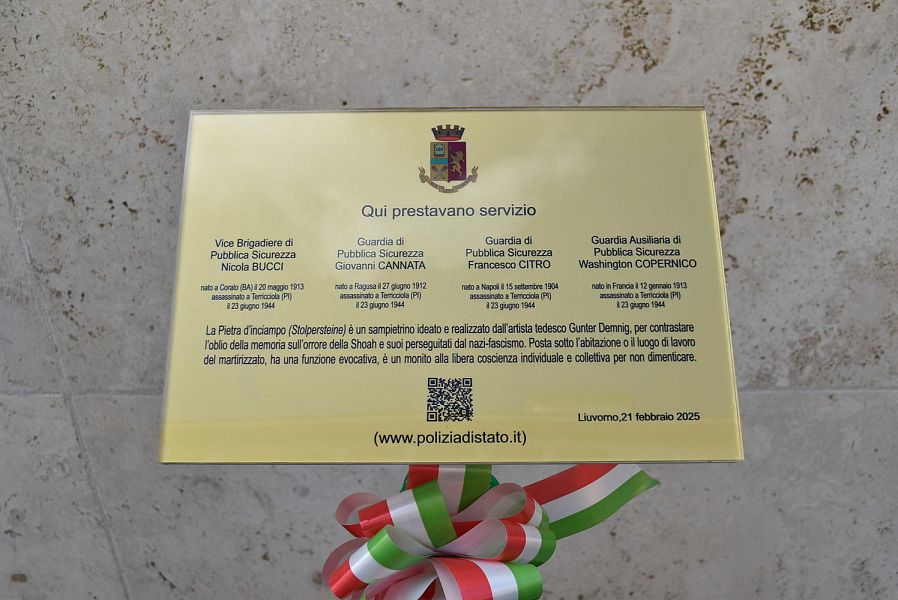 Qui prestavano servizio
Vice Brigadiere di
Pubblica Sicurezza
Nicola BUCCI
nato a Corato (BA) il 20 maggio 1913
assassinato a Terricciola (PI)
il 23 giugno 1944
Guardia di
Pubblica Sicurezza
Giovanni CANNATA
nato a Ragusa il 27 giugno 1912
assassinato a Terricciola (PI)
il 23 giugno 1944
Guardia di
Pubblica Sicurezza
Francesco CITRO
nato a Napoli il 15 settembre 1904
assassinato a Terricciola (PI)
il 23 giugno 1944
Guardia Ausiliaria di
Pubblica Sicurezza
Washington COPERNICO
nato in Francia il 12 gennaio 1913
assassinato a Terricciola (PI)
il 23 giugno 1944
La Pietra d'inciampo (Stolpersteine) è un sampietrino ideato e realizzato dall'artista tedesco Gunter Demnig, per contrastare
l'oblio della memoria sull'orrore della Shoah e suoi perseguitati dal nazi-fascismo. Posta sotto l'abitazione o il luogo di lavoro
del martirizzato, ha una funzione evocativa, è un monito alla libera coscienza individuale e collettiva per non dimenticare.
Liuvorno,21 febbraio 2025
(www.poliziadistato.it)